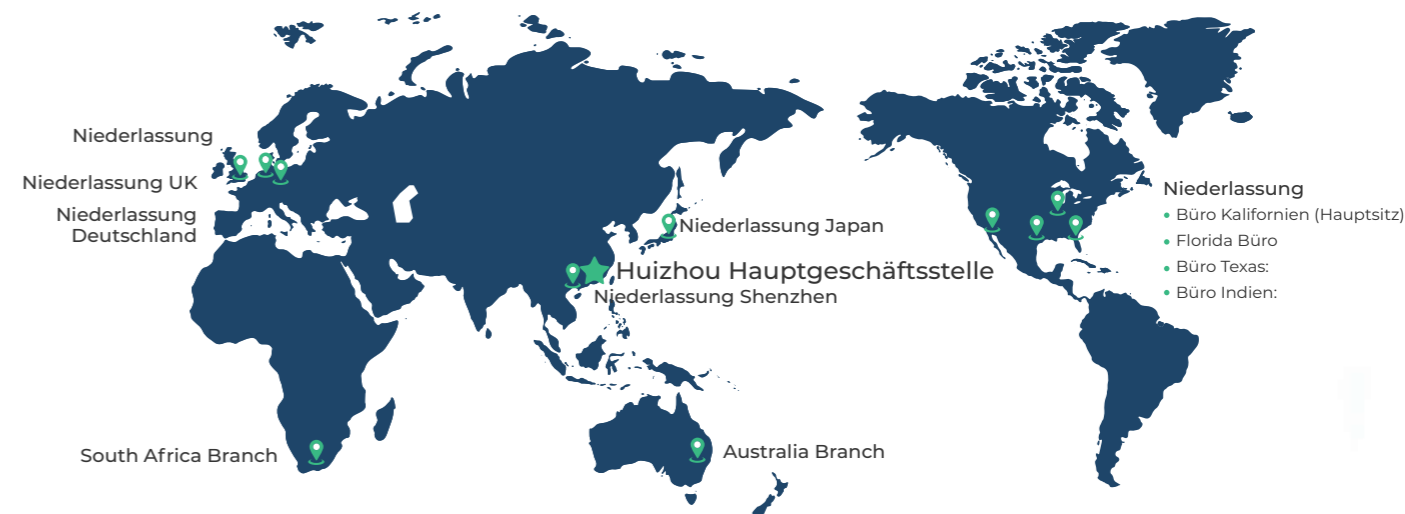 Niederlassung
Niederlassung UK
Niederlassung
Deutschland
Niederlassung Japan
Huizhou Hauptgeschäftsstelle
Niederlassung Shenzhen
South Africa Branch
Australia Branch
Niederlassung
• Büro Kalifornien (Hauptsitz)
• Florida Büro
• Büro Texas:
• Büro Indien: